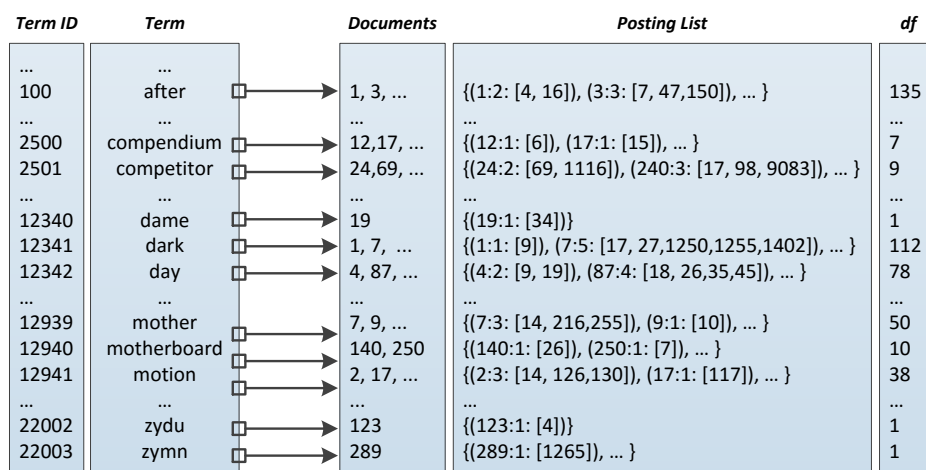 Term ID Term Documents Posting List df
... ...
100 after 1, 3, ... {(1:2: [4, 16]), (3:3: [7, 47,150]), ... } 135
... ... ... ... ...
2500 compendium 12,17, ... {(12:1: [6]), (17:1: [15]), ... } 7
2501 competitor 24,69, ... {(24:2: [69, 1116]), (240:3: [17, 98, 9083]), ... } 9
... ... ... ... ...
12340 dame 19 {(19:1: [34])} 1
12341 dark 1, 7, ... {(1:1: [9]), (7:5: [17, 27,1250,1255,1402]), ... } 112
12342 day 4, 87, ... {(4:2: [9, 19]), (87:4: [18, 26,35,45]), ... } 78
... ... ... ... ...
12939 mother 7, 9, ... {(7:3: [14, 216,255]), (9:1: [10]), ... } 50
12940 motherboard 140, 250 {(140:1: [26]), (250:1: [7]), ... } 10
12941 motion 2, 17, ... {(2:3: [14, 126,130]), (17:1: [117]), ... } 38
... ... ... ... ...
22002 zydu 123 {(123:1: [4])} 1
22003 zymn 289 {(289:1: [1265]), ... } 1